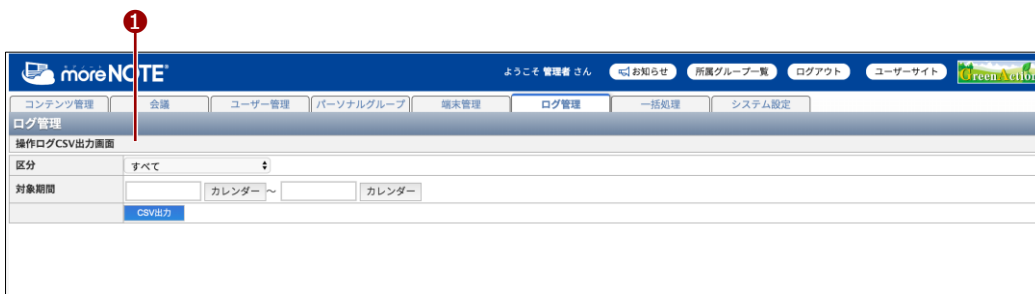 1
モアノート
moreNOTE®
ようこそ 管理者 さん お知らせ 所属グループ一覧 ログアウト ユーザーサイト Green Action
コンテンツ管理 会議 ユーザー管理 パーソナルグループ 端末管理 ログ管理 一括処理 システム設定
ログ管理
操作ログCSV出力画面
区分 すべて
対象期間 カレンダー ～ カレンダー
CSV出力